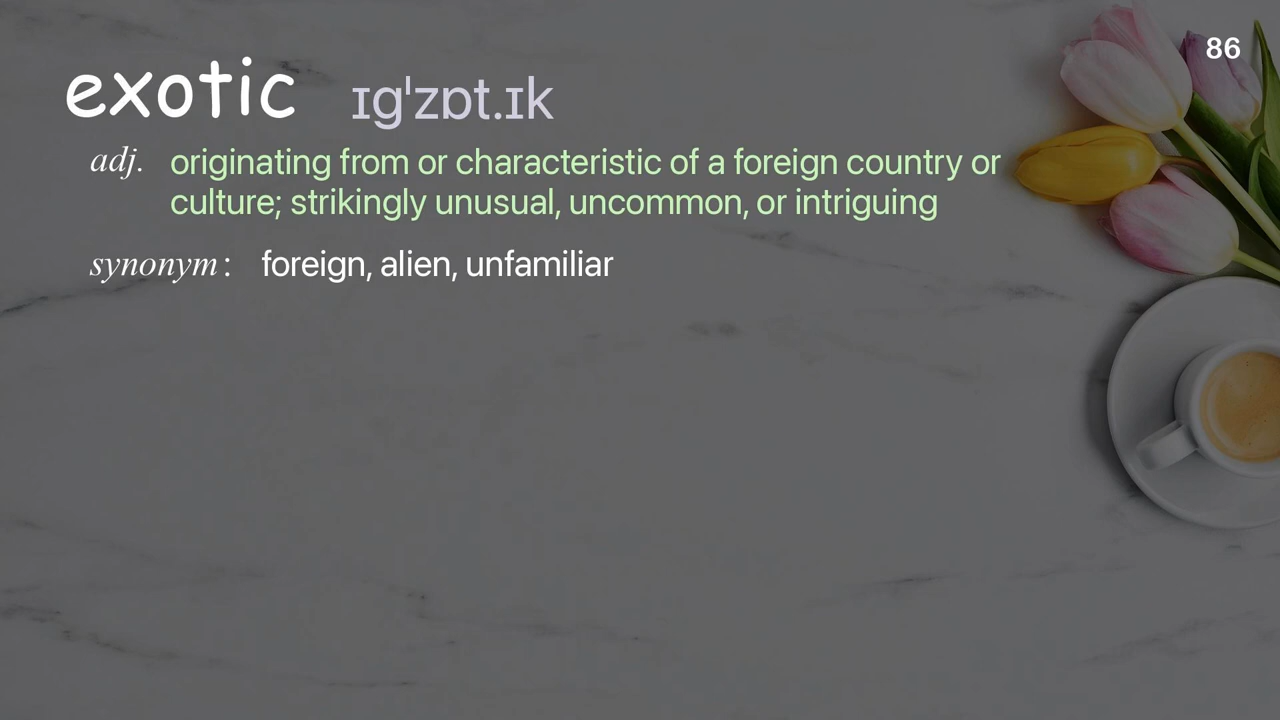 86
exotic ɪgˈzɒt.ɪk
adj. originating from or characteristic of a foreign country or
culture; strikingly unusual, uncommon, or intriguing
synonym : foreign, alien, unfamiliar